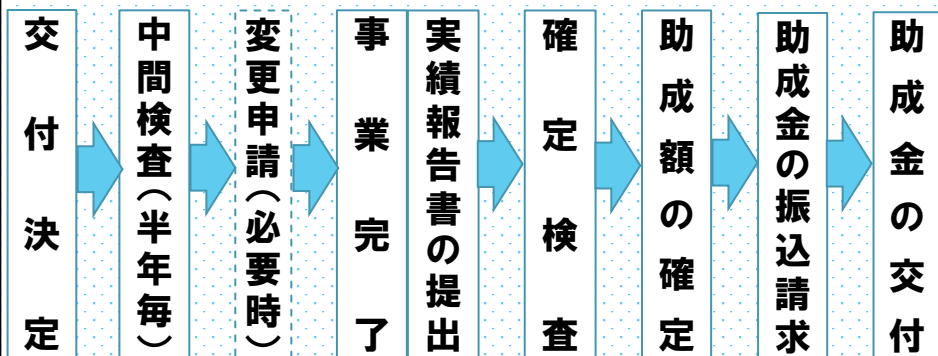 交付決定
中間検査(半年毎)
変更申請(必要時)
事業完了
実績報告書の提出
確定検査
助成額の確定
助成金の振込請求
助成金の交付